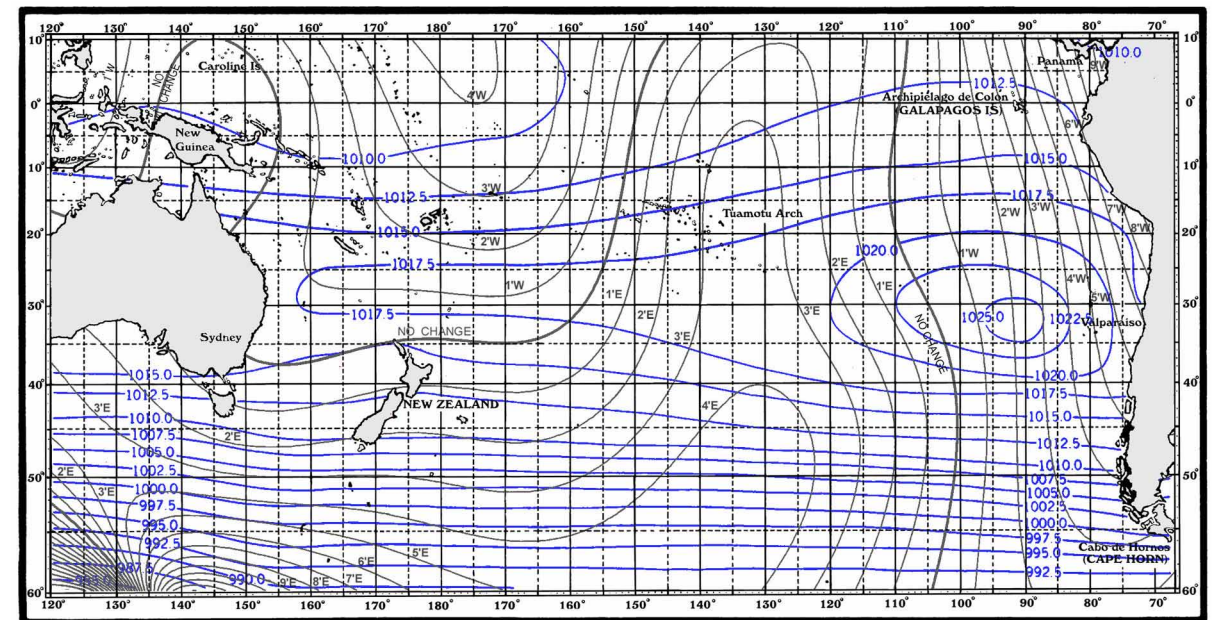 120° 130° 140° 150° 160° 170° 180° 170° 160° 150° 140° 130° 120° 110° 100° 90° 80° 70°
10° 10°
1'W
NO CHANGE
Caroline Is
4'W
Panama
9'W
1010.0
1012.5
0° 0°
Archipiélago de Colón
(GALAPAGOS IS)
6'W
New
Guinea
1010.0
1015.0
10° 10°
3'W
1012.5
1017.5
2'W
3'W
7'W
Tuamotu Arch
8'W
1015.0
20° 20°
2'W
1020.0
1'W
1017.5
2'E
4'W
1'W
1'E
1'E
5'W
30° 30°
1017.5
2'E
3'E
1025.0
1022.5
Valparaíso
Sydney
NO CHANGE
3'E
NO CHANGE
1015.0
1020.0
40° 40°
1012.5
1017.5
3'E
NEW ZEALAND
4'E
1010.0
1015.0
1007.5
2'E
1012.5
1005.0
1010.0
2'E
1002.5
1007.5
50° 50°
3'E
1000.0
1005.0
997.5
1002.5
995.0
1000.0
992.5
997.5
5'E
Cabo de Hornos
6'E
995.0
(CAPE HORN)
987.5
992.5
990.0
9'E
8'E
7'E
60° 60°
120° 130° 140° 150° 160° 170° 180° 170° 160° 150° 140° 130° 120° 110° 100° 90° 80° 70°